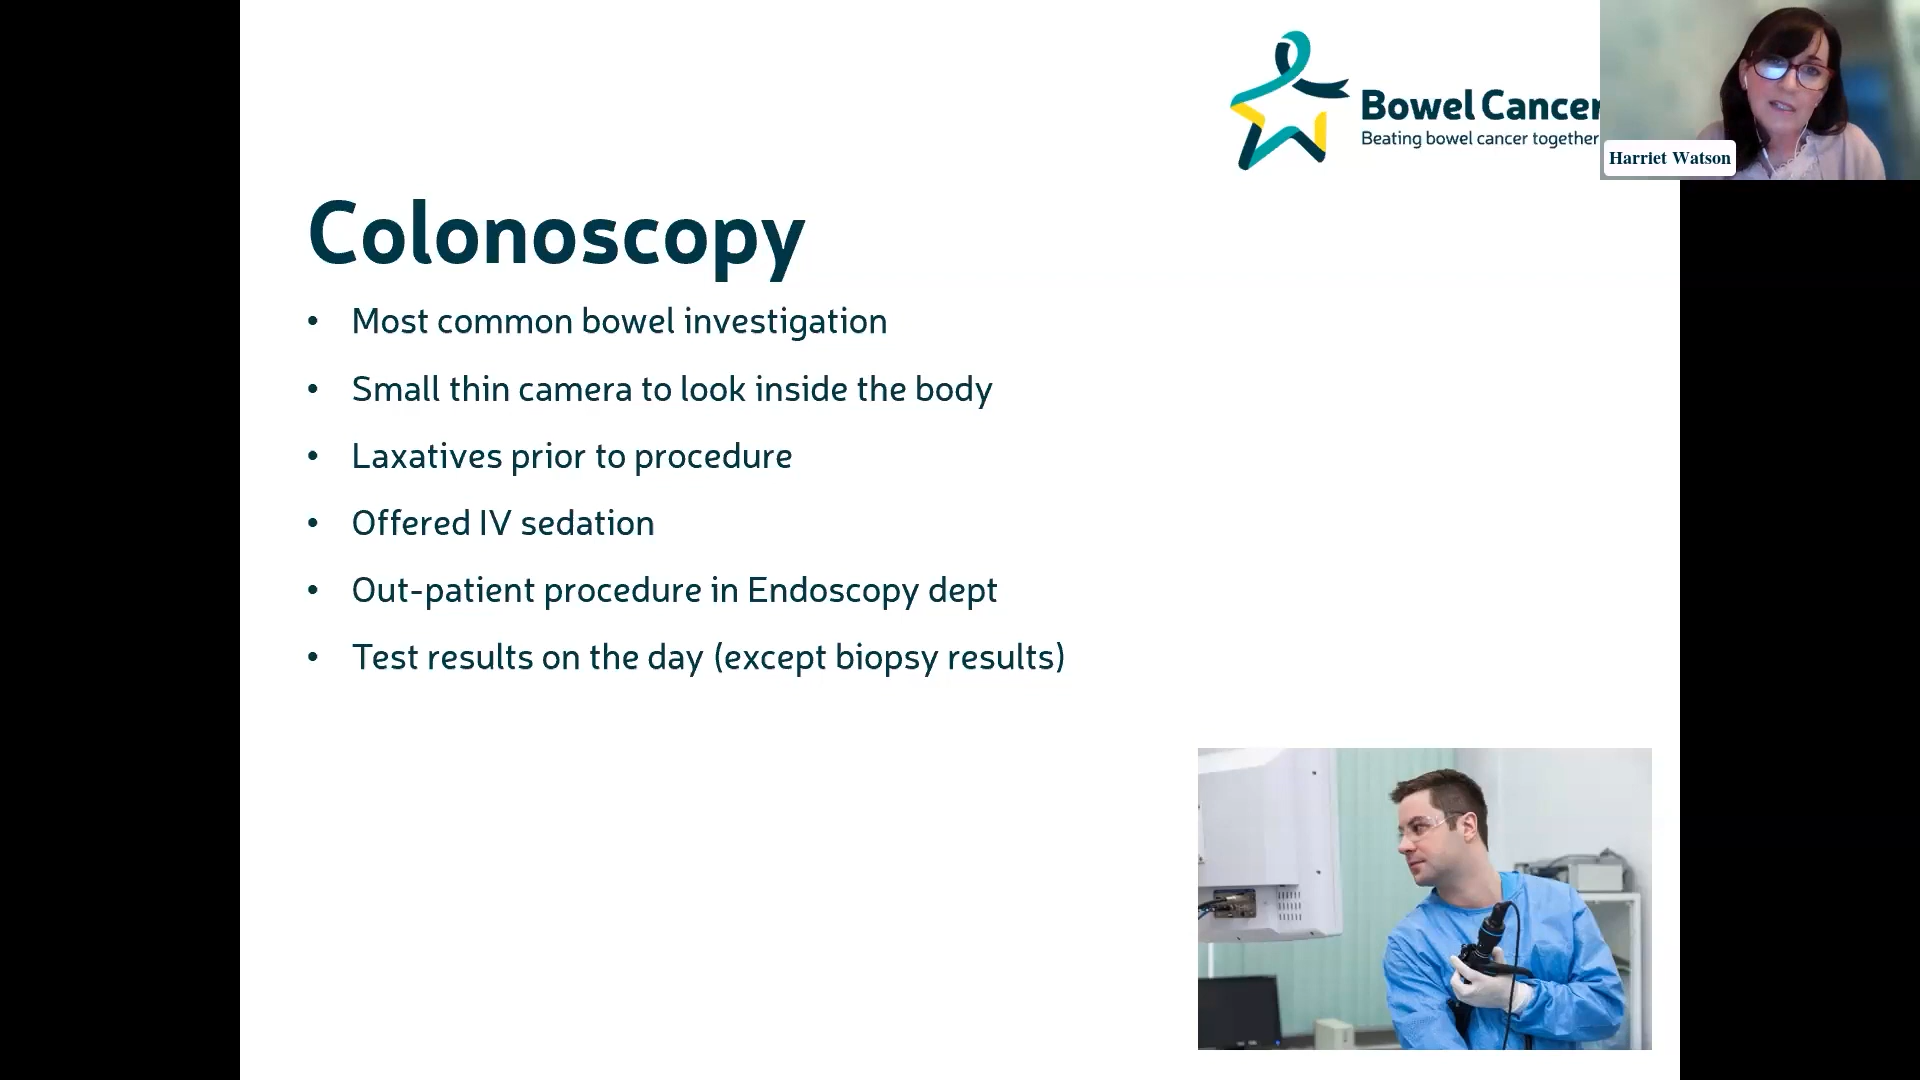 Bowel Cancer
Beating bowel cancer together
Harriet Watson
Colonoscopy
• Most common bowel investigation
• Small thin camera to look inside the body
• Laxatives prior to procedure
• Offered IV sedation
• Out-patient procedure in Endoscopy dept
• Test results on the day (except biopsy results)